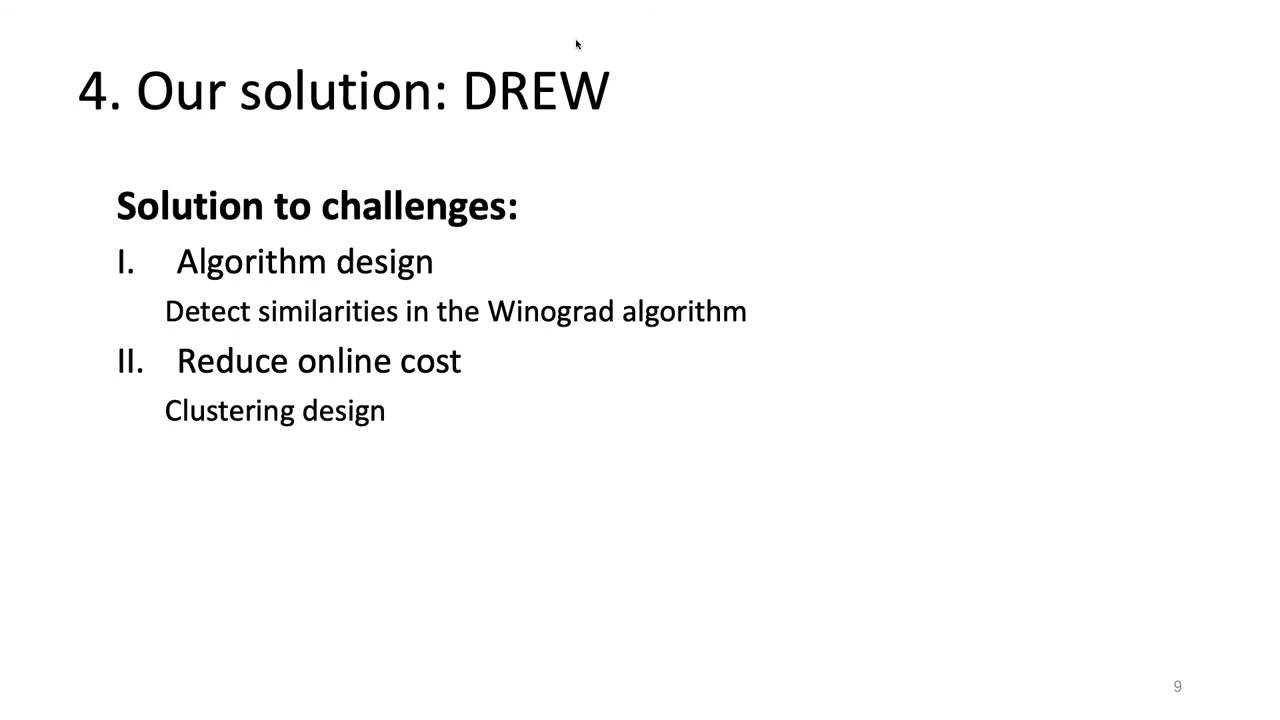 4. Our solution: DREW
Solution to challenges:
I. Algorithm design
Detect similarities in the Winograd algorithm
II. Reduce online cost
Clustering design
9